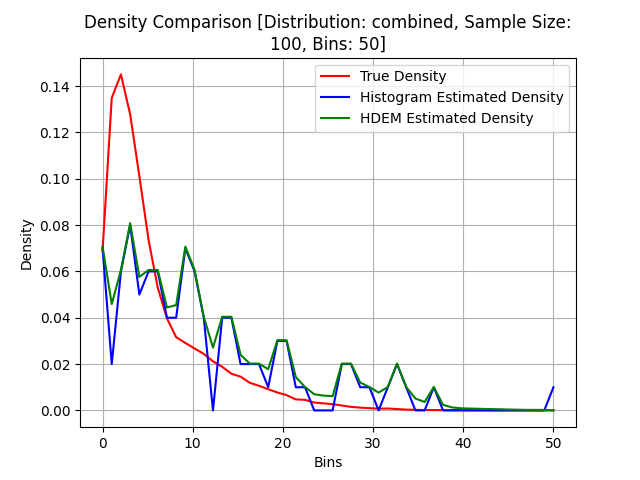 Density Comparison [Distribution: combined, Sample Size:
100, Bins: 50]
True Density
Histogram Estimated Density
HDEM Estimated Density
Density
0.14
0.12
0.10
0.08
0.06
0.04
0.02
0.00
0 10 20 30 40 50
Bins